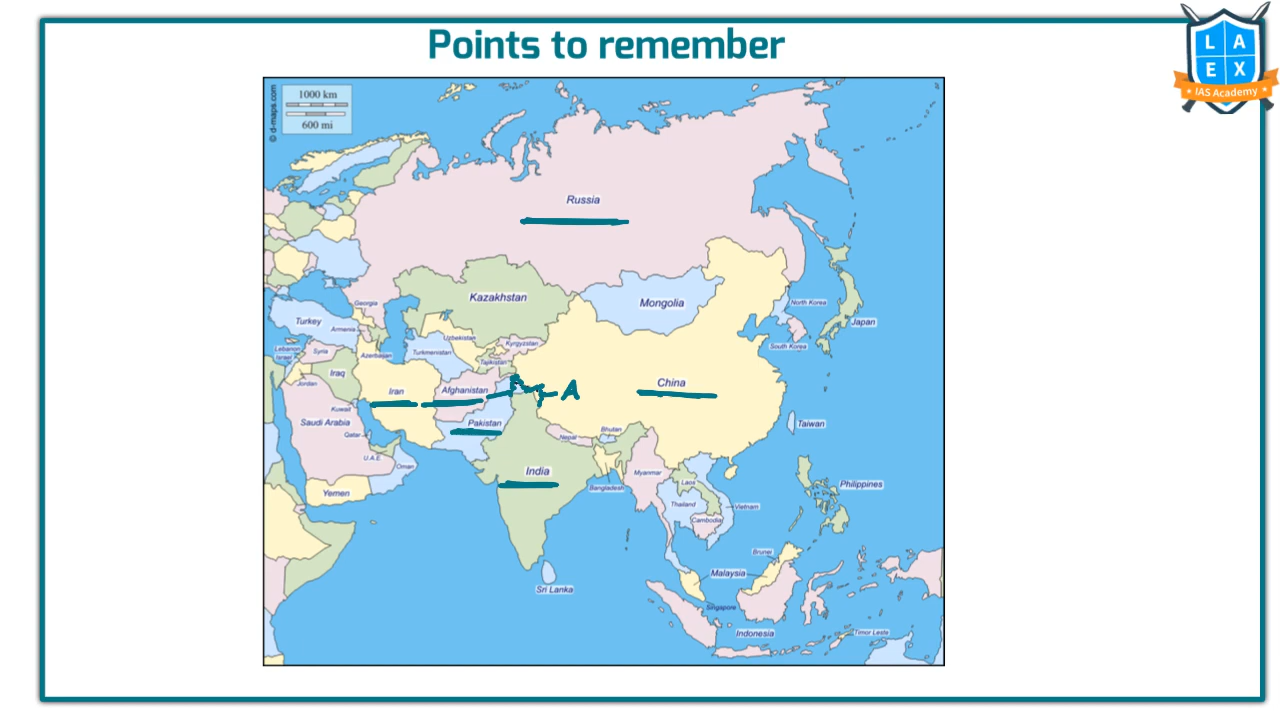 Points to remember
L A
E X
IAS Academy
© d-maps.com
1000 km
600 mi
Russia
Kazakhstan
Mongolia
Georgia
North Korea
Turkey
Armenia
Japan
Uzbekistan
Kyrgyzstan
South Korea
Lebanon
Israel
Syria
Azerbaijan
Turkmenistan
Tajikistan
Iraq
Jordan
Iran
Afghanistan
A
China
Kuwait
Saudi Arabia
Pakistan
Qatar
Nepal
Bhutan
Taiwan
U.A.E.
Oman
India
Myanmar
Yemen
Bangladesh
Laos
Philippines
Thailand
Vietnam
Cambodia
Brunei
Malaysia
Sri Lanka
Singapore
Indonesia
Timor Leste